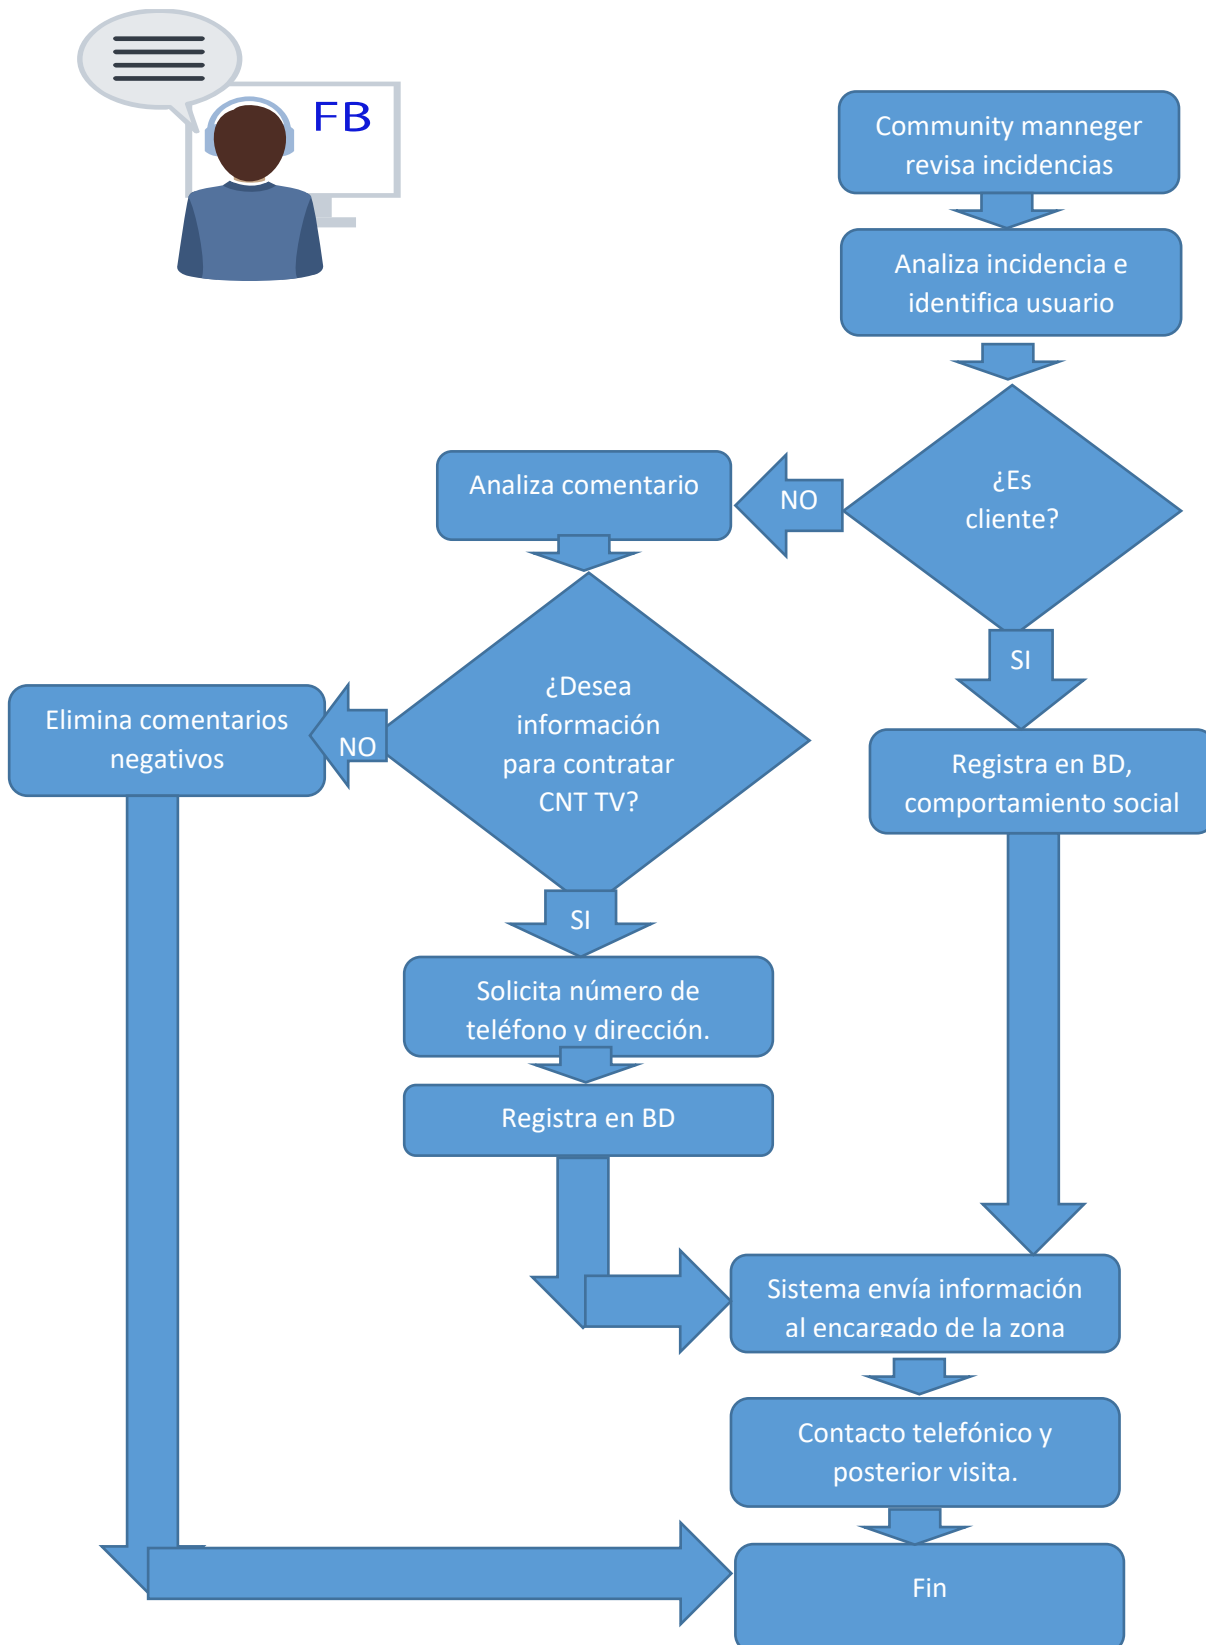 FB
Community manneger
revisa incidencias
Analiza incidencia e
identifica usuario
¿Es
cliente?
NO
Analiza comentario
SI
¿Desea
información
para contratar
CNT TV?
NO
Elimina comentarios
negativos
Registra en BD,
comportamiento social
SI
Solicita número de
teléfono y dirección.
Registra en BD
Sistema envía información
al encargado de la zona
Contacto telefónico y
posterior visita.
Fin